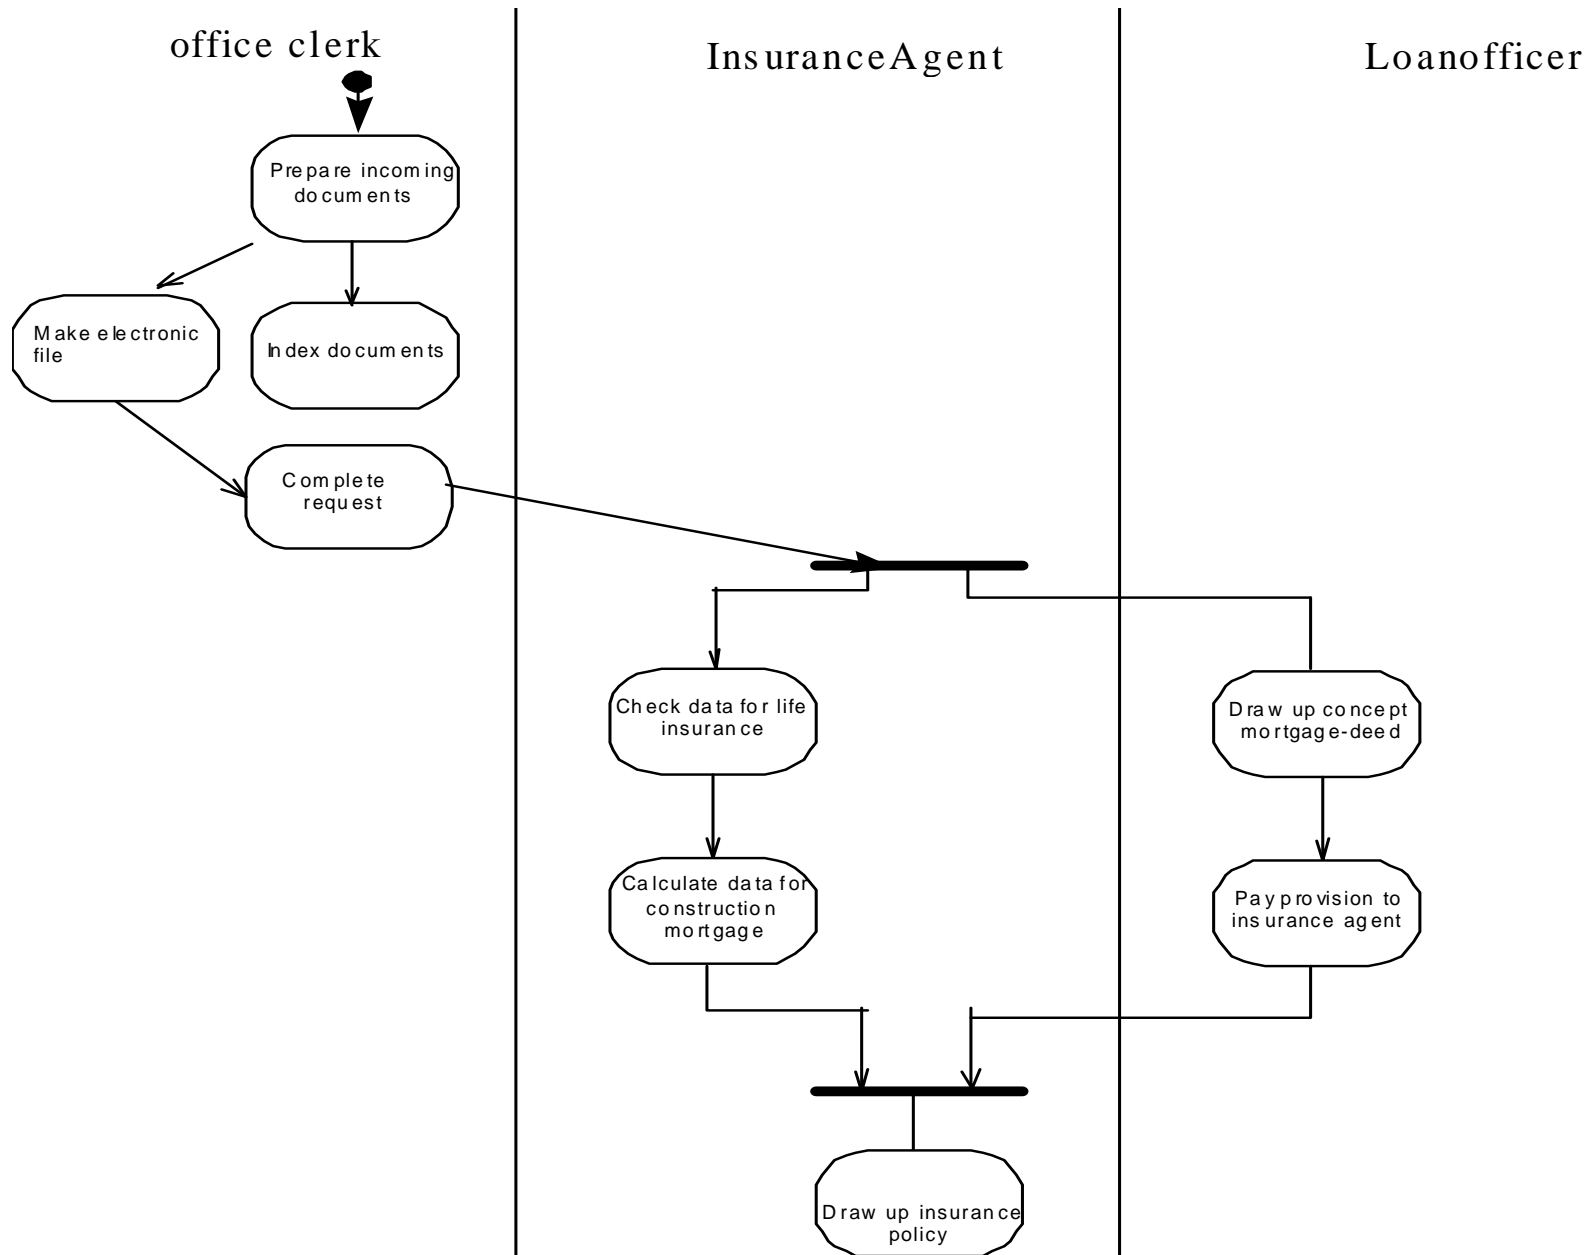 office clerk
InsuranceAgent
Loanofficer
Prepare incoming
documents
Make electronic
file
Index documents
Complete
request
Check data for life
insurance
Draw up concept
mortgage-deed
Calculate data for
construction
mortgage
Pay provision to
insurance agent
Draw up insurance
policy